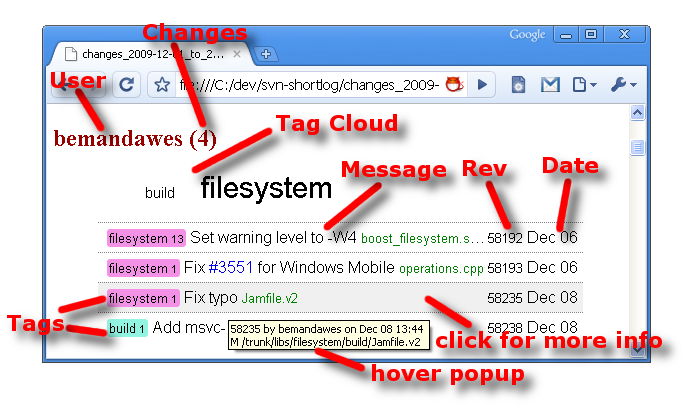 Changes
Google
changes_2009-12-01_to_2...
User
file:///C:/dev/svn-shortlog/changes_2009-
bemandawes (4)
Tag Cloud
build filesystem
Message Rev Date
filesystem 13 Set warning level to -W4 boost_filesystem.s... 58192 Dec 06
filesystem 1 Fix #3551 for Windows Mobile operations.cpp 58193 Dec 06
filesystem 1 Fix typo Jamfile.v2 58235 Dec 08
Tags
build 1 Add msvc- 58238 Dec 08
58235 by bemandawes on Dec 08 13:44
M /trunk/libs/filesystem/build/Jamfile.v2
click for more info
hover popup